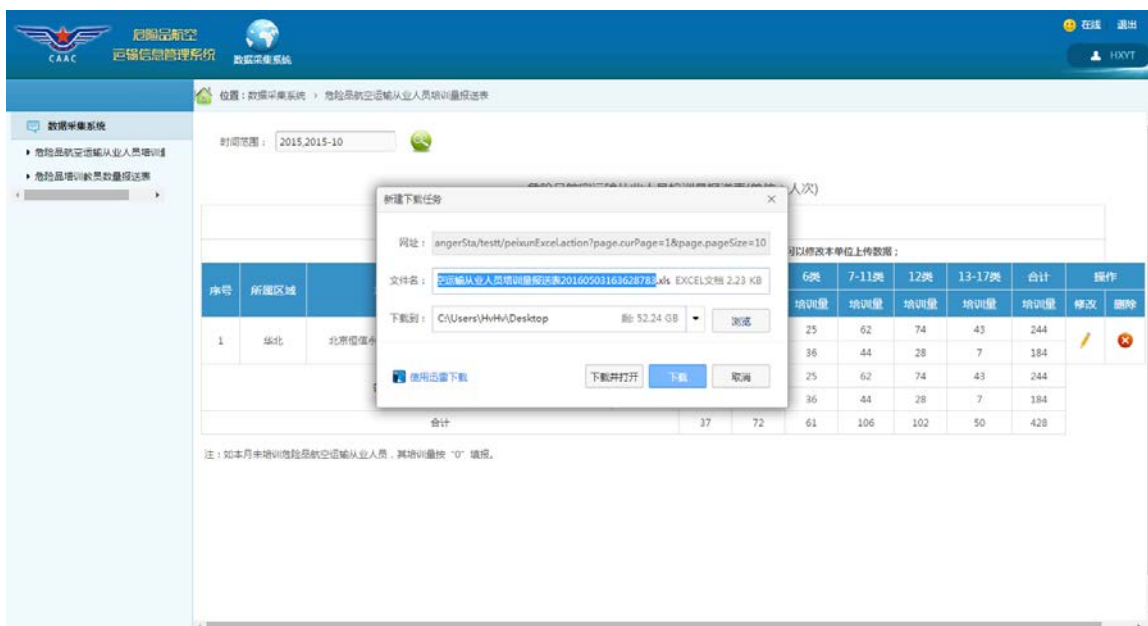 危险品航空
运输信息管理系统
CAAC
数据采集系统
在线 退出
HXYT
位置：数据采集系统 › 危险品航空运输从业人员培训量报送表
数据采集系统
危险品航空运输从业人员培训量
危险品培训教员数量报送表
时间范围： 2015,2015-10
人次)
可以修改本单位上传数据；
新建下载任务
网址： angerSta/testt/peixunExcel.action?page.curPage=1&page.pageSize=10
文件名： 空运输从业人员培训量报送表20160503163628783.xls EXCEL文档 2.23 KB
下载到： C:\Users\HvHv\Desktop 剩: 52.24 GB 浏览
使用迅雷下载 下载并打开 下载 取消
序号 所属区域 6类 7-11类 12类 13-17类 合计 操作
培训量 培训量 培训量 培训量 培训量 修改 删除
1 华北 北京恒信永 25 62 74 43 244
36 44 28 7 184
25 62 74 43 244
36 44 28 7 184
合计 37 72 61 106 102 50 428
注：如本月未培训危险品航空运输从业人员，其培训量按 "0" 填报。